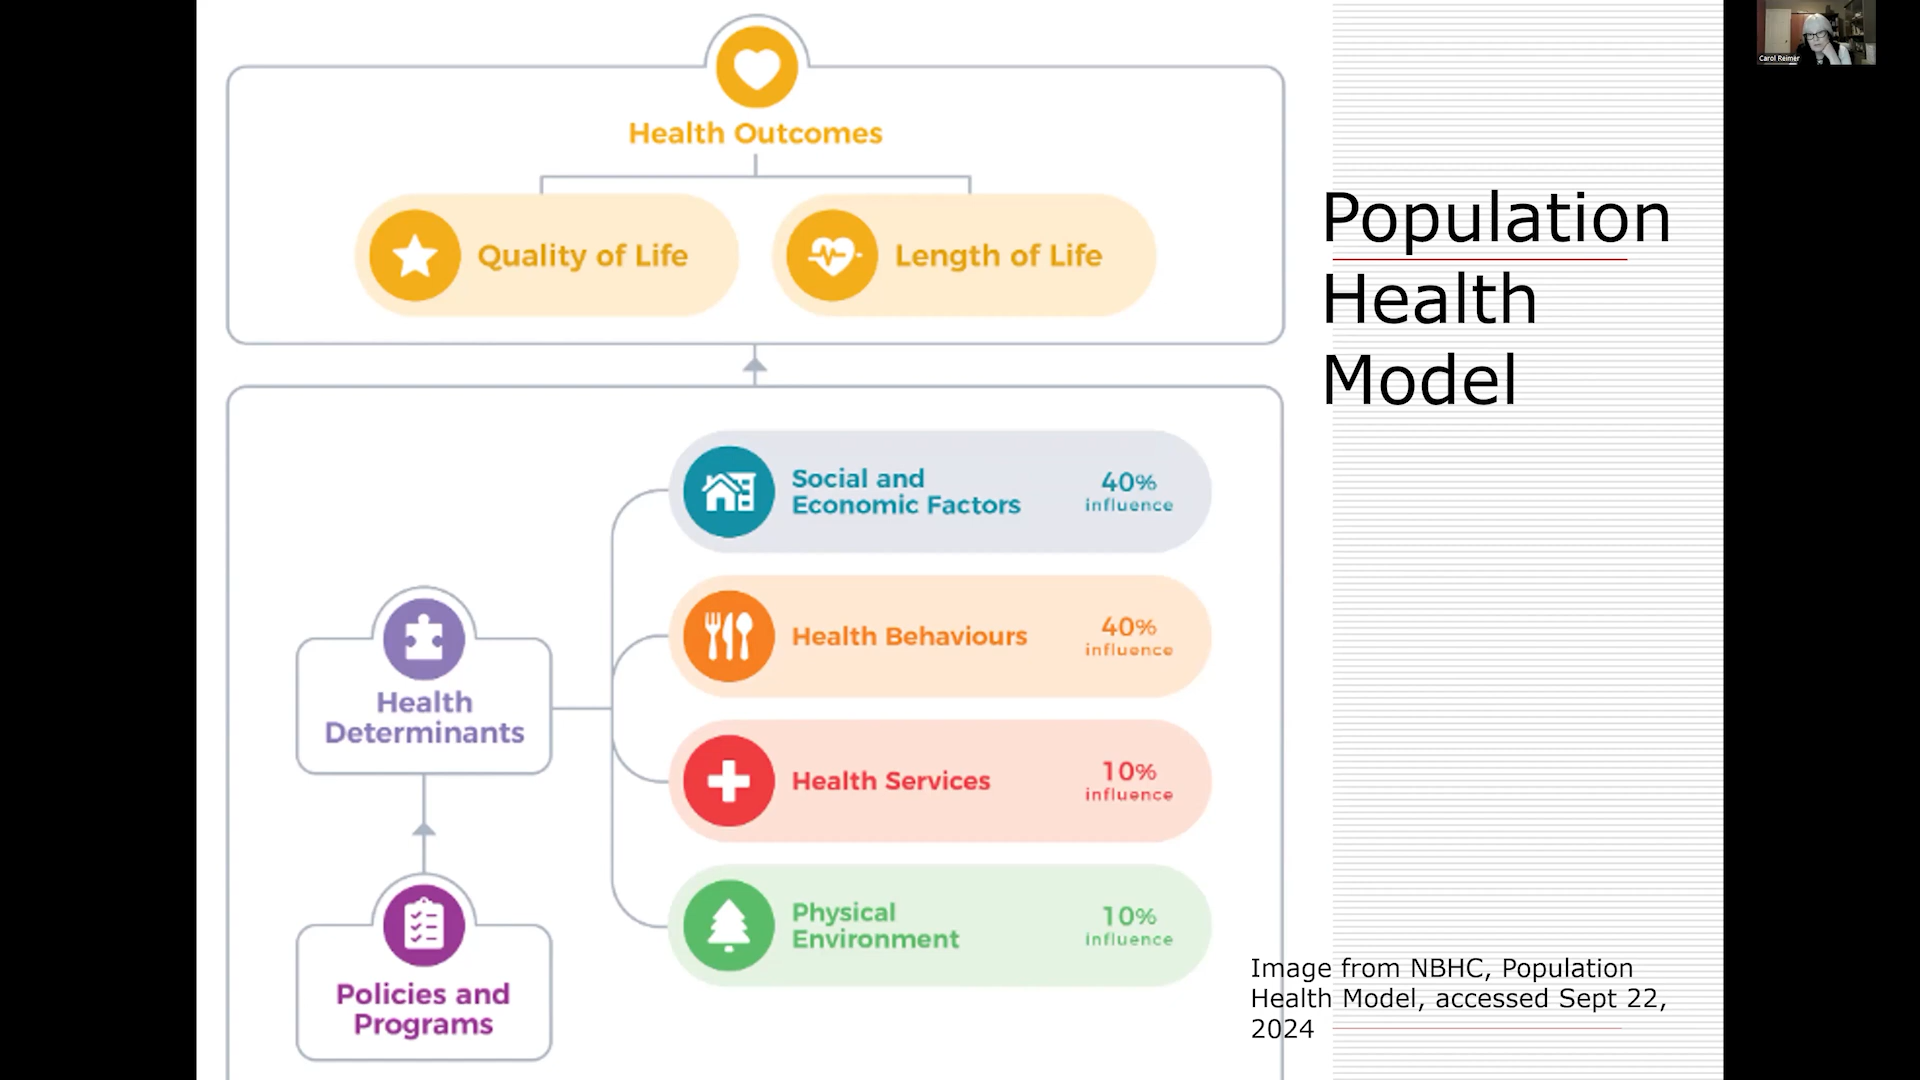 Health Outcomes
Quality of Life
Length of Life
Social and
Economic Factors
40%
influence
Health Behaviours
40%
influence
Health Services
10%
influence
Physical
Environment
10%
influence
Health
Determinants
Policies and
Programs
Population
Health
Model
Image from NBHC, Population
Health Model, accessed Sept 22,
2024
Carol Reimer